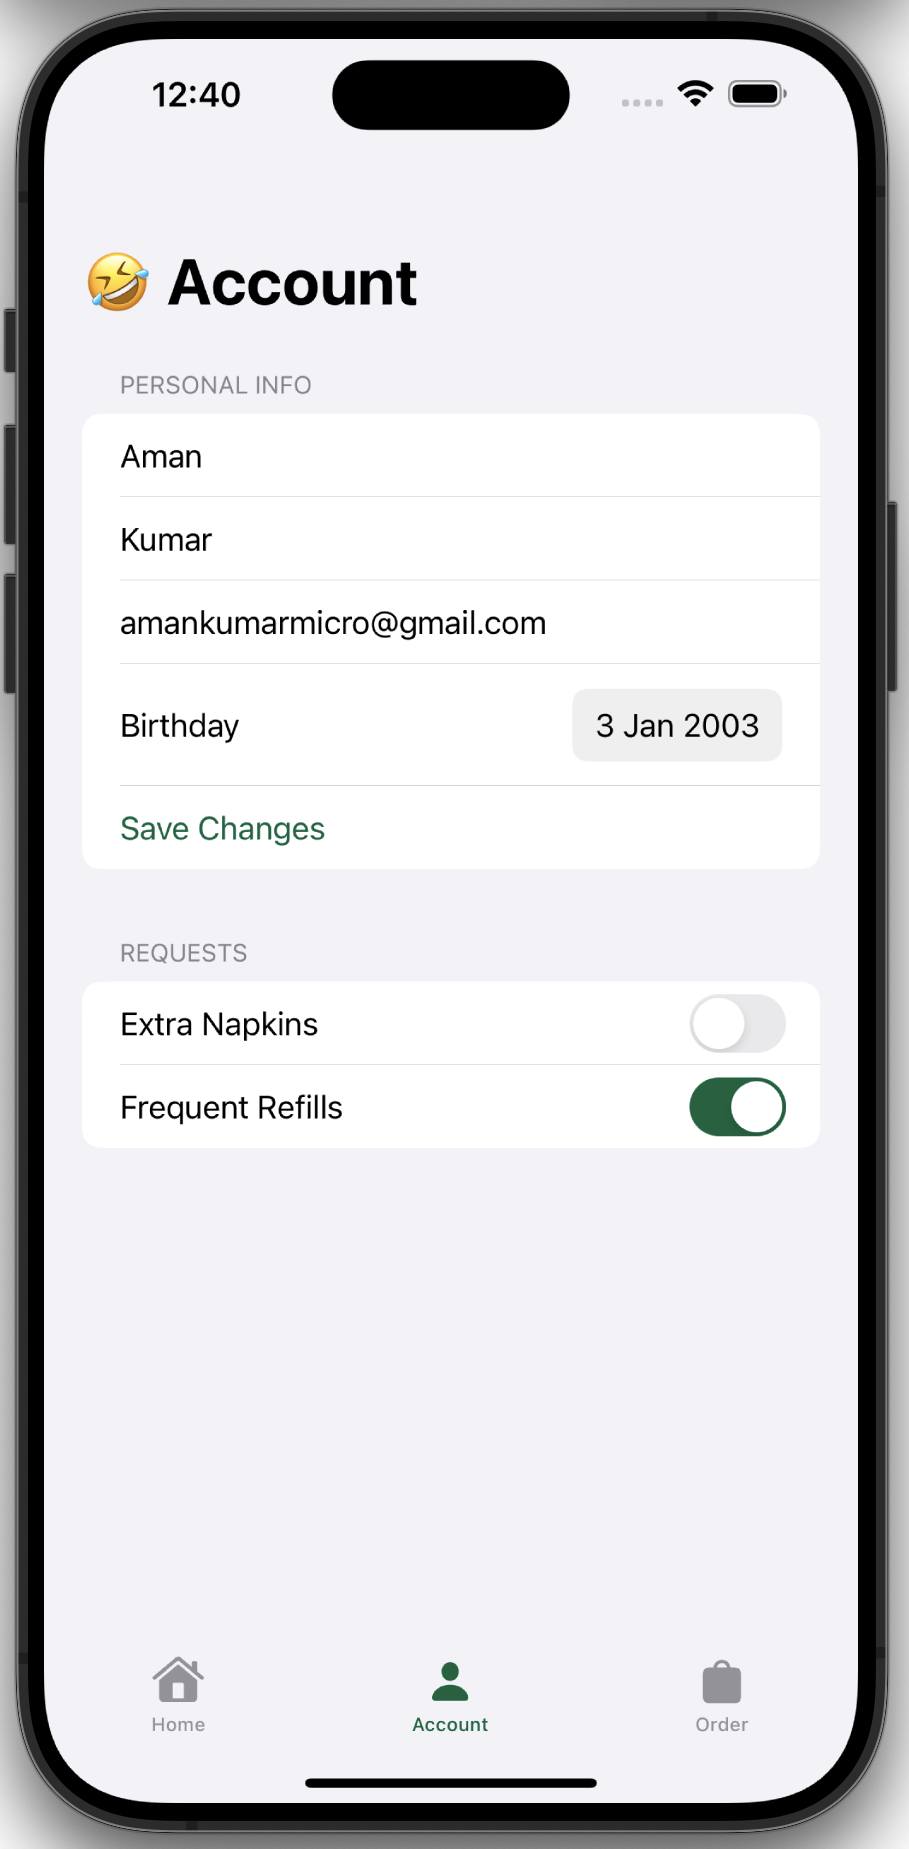 12:40
🤣 Account
PERSONAL INFO
Aman
Kumar
amankumarmicro@gmail.com
Birthday 3 Jan 2003
Save Changes
REQUESTS
Extra Napkins
Frequent Refills
Home Account Order